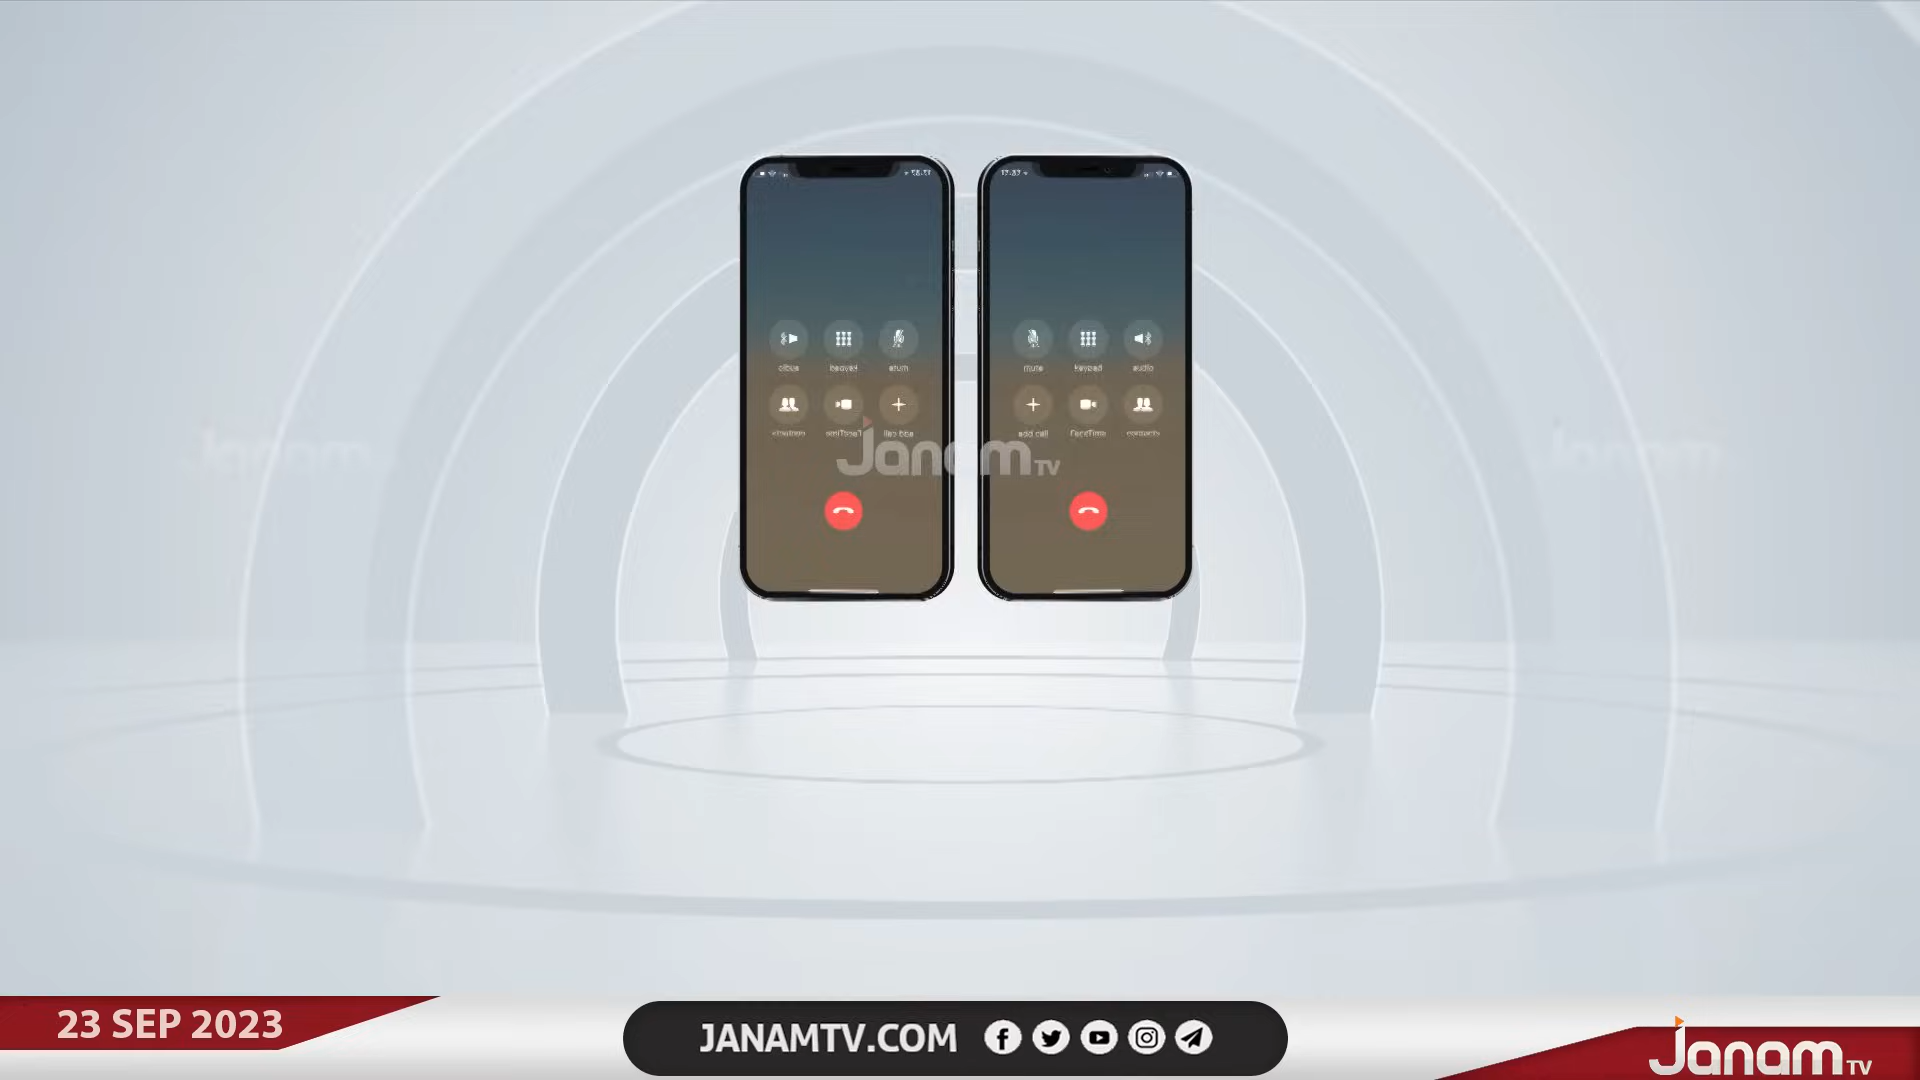 mute keypad audio
add call FaceTime contacts
Janam TV
23 SEP 2023
JANAMTV.COM
Janam TV